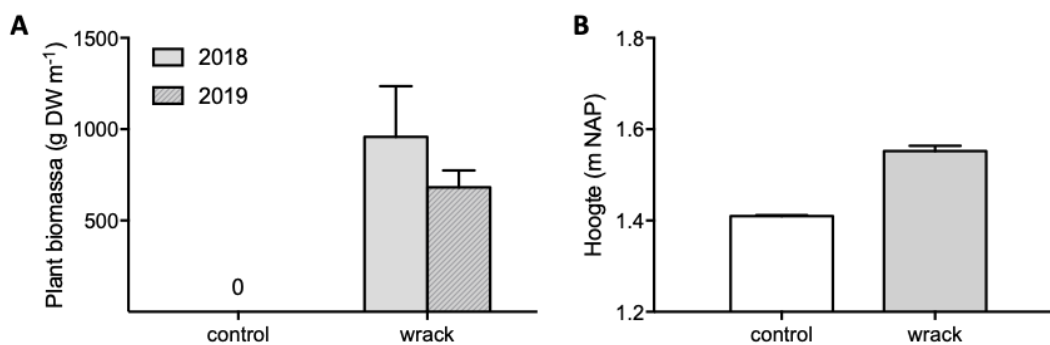 A
Plant biomassa (g DW m-1)
1500
1000
500
2018
2019
0
control
wrack
B
Hoogte (m NAP)
1.8
1.6
1.4
1.2
control
wrack